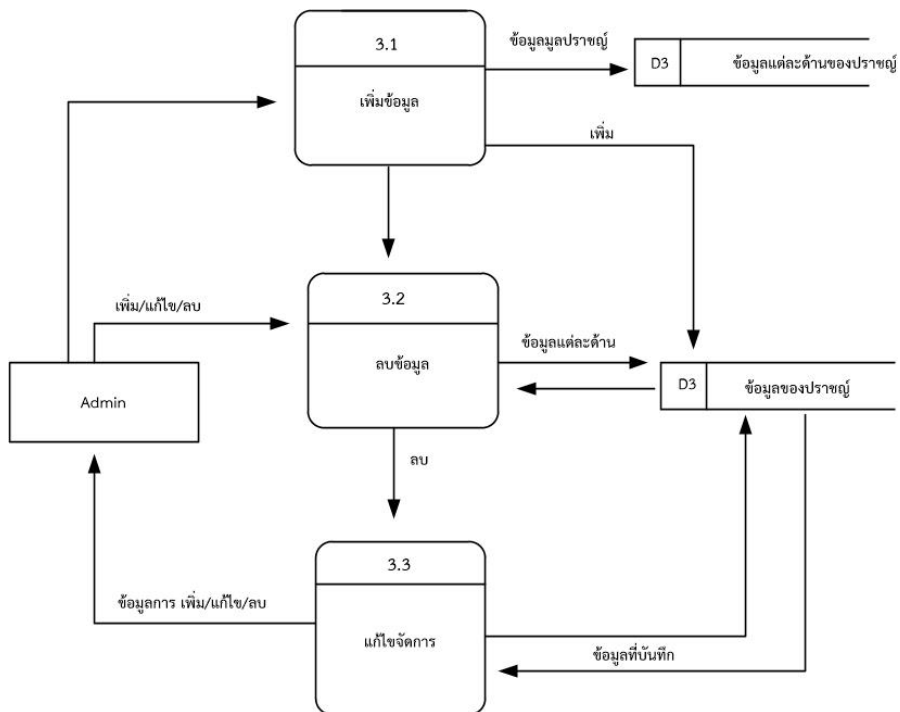 3.1
เพิ่มข้อมูล
ข้อมูลมูลปราชญ์
D3
ข้อมูลแต่ละด้านของปราชญ์
เพิ่ม
3.2
ลบข้อมูล
เพิ่ม/แก้ไข/ลบ
ข้อมูลแต่ละด้าน
Admin
D3
ข้อมูลของปราชญ์
ลบ
3.3
แก้ไขจัดการ
ข้อมูลการ เพิ่ม/แก้ไข/ลบ
ข้อมูลที่บันทึก